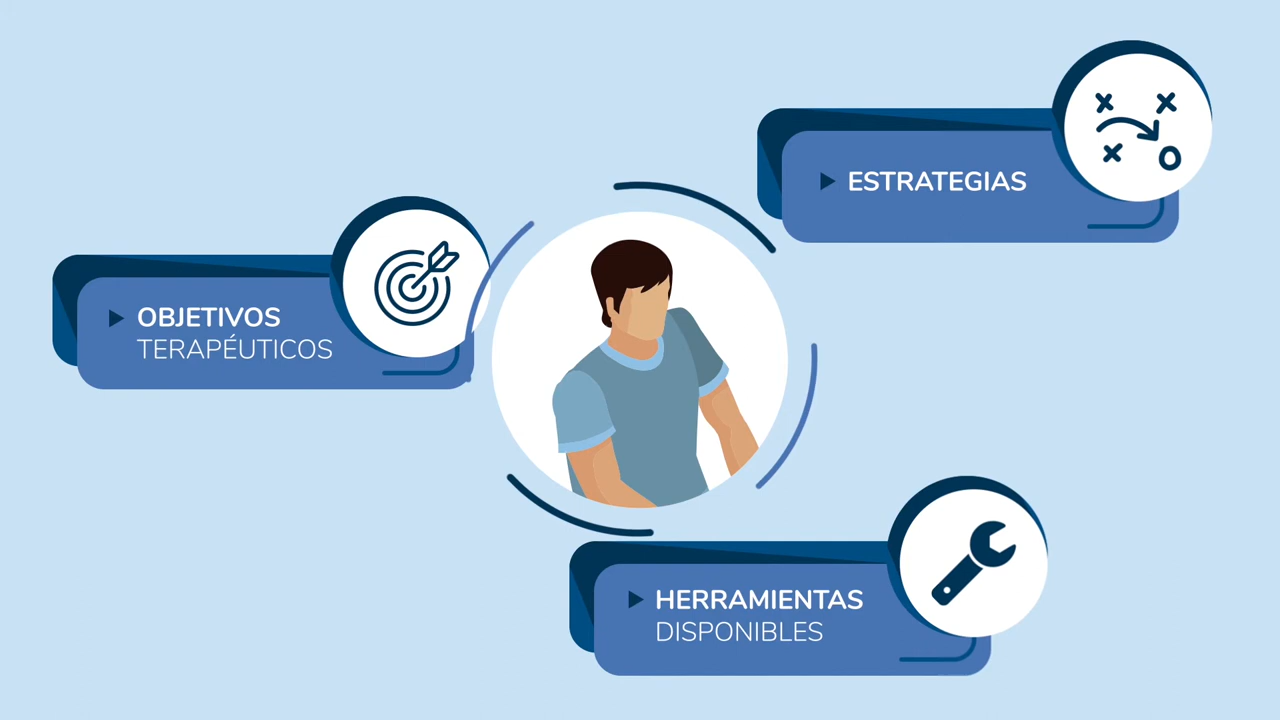 OBJETIVOS
TERAPÉUTICOS
ESTRATEGIAS
HERRAMIENTAS
DISPONIBLES